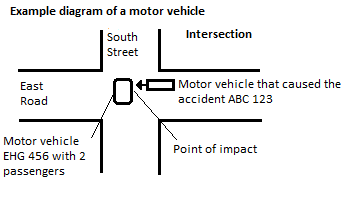 Example diagram of a motor vehicle
South
Street
Intersection
East
Road
Motor vehicle that caused the
accident ABC 123
Motor vehicle
EHG 456 with 2
passengers
Point of impact